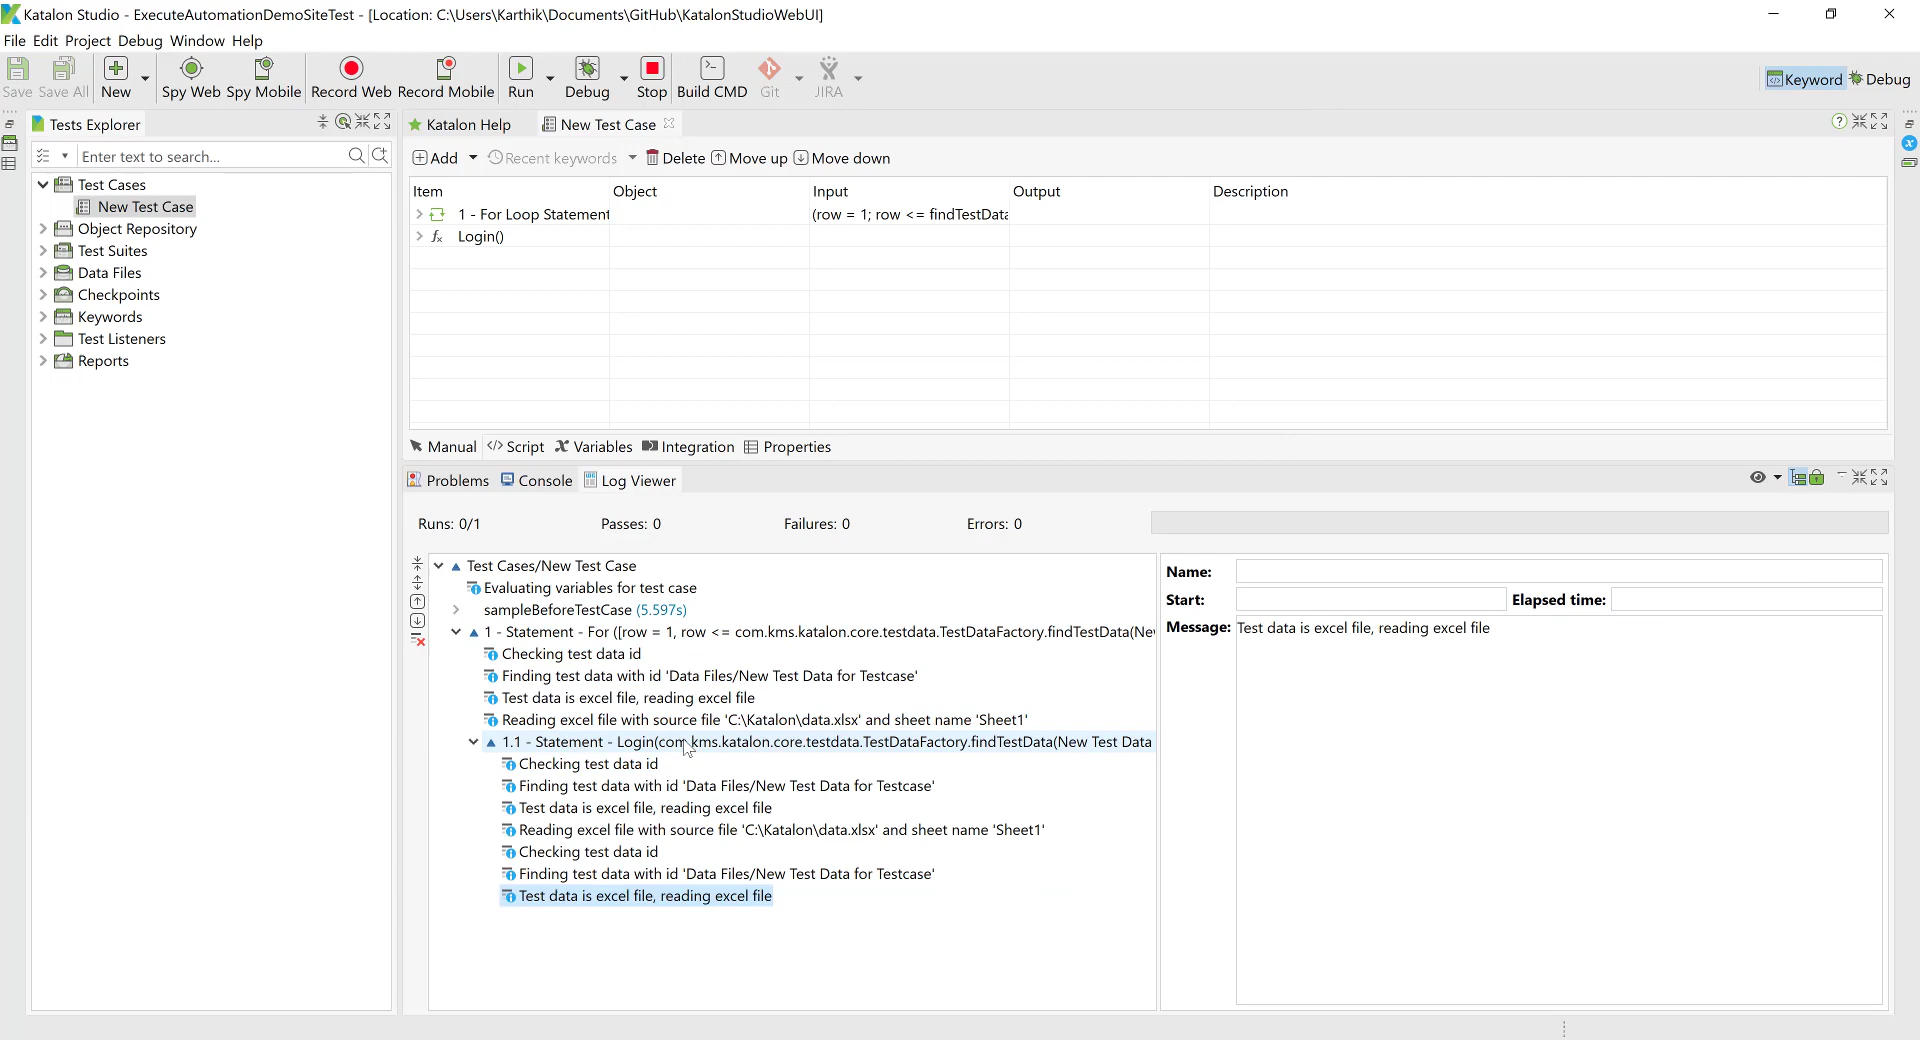 Katalon Studio - ExecuteAutomationDemoSiteTest - [Location: C:\Users\Karthik\Documents\GitHub\KatalonStudioWebUI]
File Edit Project Debug Window Help
Save Save All New Spy Web Spy Mobile Record Web Record Mobile Run Debug Stop Build CMD Git JIRA Keyword Debug
Tests Explorer
Enter text to search...
Test Cases
New Test Case
Object Repository
Test Suites
Data Files
Checkpoints
Keywords
Test Listeners
Reports
Katalon Help New Test Case
Add Recent keywords Delete Move up Move down
Item Object Input Output Description
1 - For Loop Statement (row = 1; row <= findTestData
Login()
Manual Script Variables Integration Properties
Problems Console Log Viewer
Runs: 0/1 Passes: 0 Failures: 0 Errors: 0
Test Cases/New Test Case
Evaluating variables for test case
sampleBeforeTestCase (5.597s)
1 - Statement - For ([row = 1, row <= com.kms.katalon.core.testdata.TestDataFactory.findTestData(Ne
Checking test data id
Finding test data with id 'Data Files/New Test Data for Testcase'
Test data is excel file, reading excel file
Reading excel file with source file 'C:\Katalon\data.xlsx' and sheet name 'Sheet1'
1.1 - Statement - Login(com.kms.katalon.core.testdata.TestDataFactory.findTestData(New Test Data
Checking test data id
Finding test data with id 'Data Files/New Test Data for Testcase'
Test data is excel file, reading excel file
Reading excel file with source file 'C:\Katalon\data.xlsx' and sheet name 'Sheet1'
Checking test data id
Finding test data with id 'Data Files/New Test Data for Testcase'
Test data is excel file, reading excel file
Name:
Start: Elapsed time:
Message: Test data is excel file, reading excel file